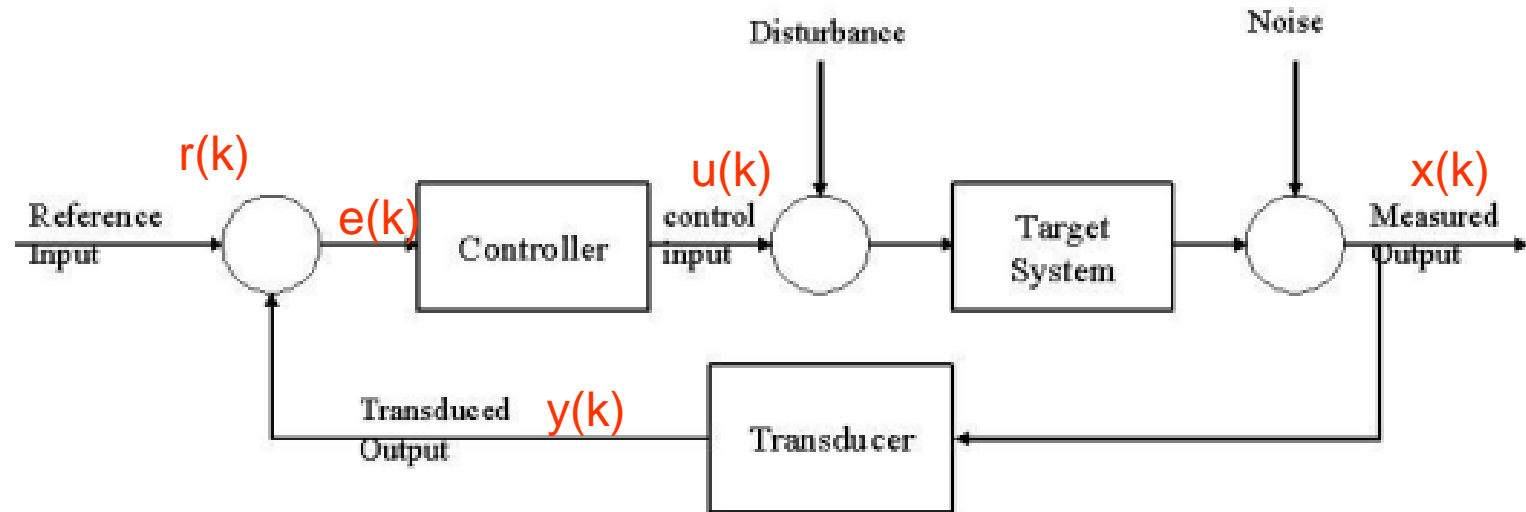 Disturbance
Noise
r(k)
u(k)
x(k)
Reference
Input
e(k)
Controller
control
input
Target
System
Measured
Output
Transduced
Output
y(k)
Transducer